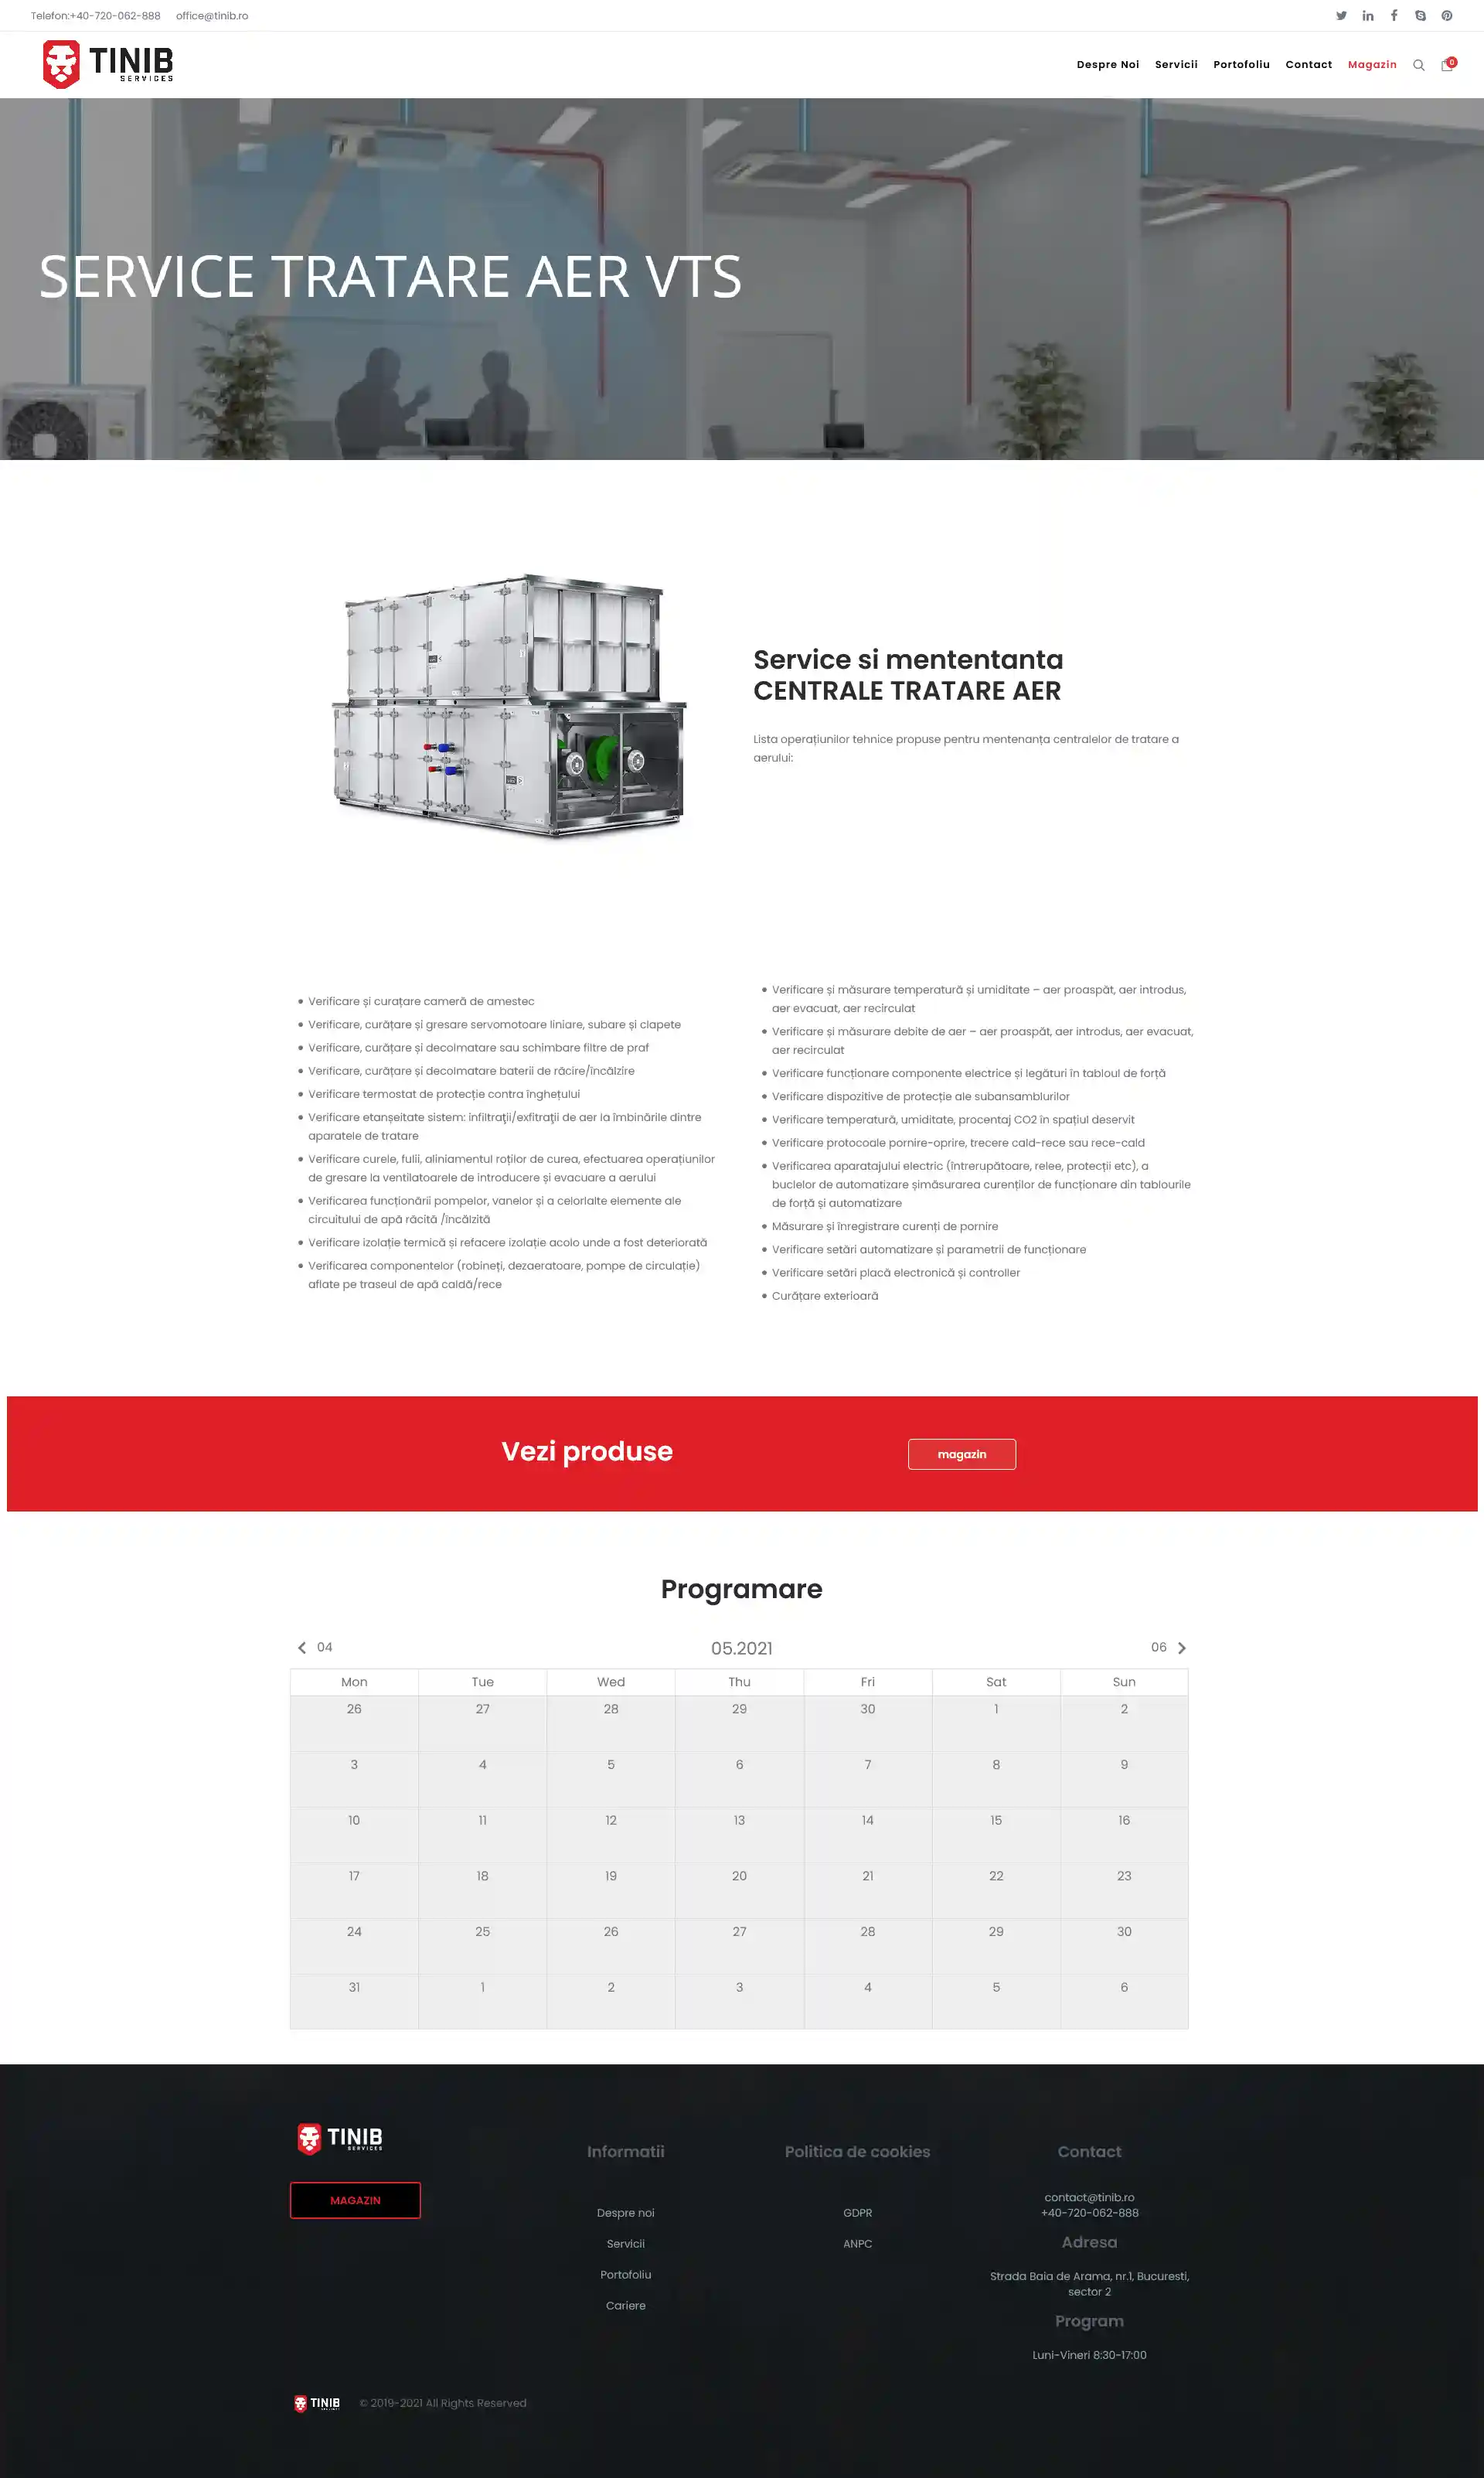 Telefon:+40-720-062-888 office@tinib.ro
TINIB
SERVICES
Despre Noi Servicii Portofoliu Contact Magazin 0
SERVICE TRATARE AER VTS
Service si mententanta
CENTRALE TRATARE AER
Lista operațiunilor tehnice propuse pentru mentenanța centralelor de tratare a
aerului:
Verificare și curațare cameră de amestec
Verificare, curățare și gresare servomotoare liniare, subare și clapete
Verificare, curățare și decolmatare sau schimbare filtre de praf
Verificare, curățare și decolmatare baterii de răcire/încălzire
Verificare termostat de protecție contra înghețului
Verificare etanșeitate sistem: infiltrații/exfitrații de aer la îmbinările dintre
aparatele de tratare
Verificare curele, fulii, aliniamentul roților de curea, efectuarea operațiunilor
de gresare la ventilatoarele de introducere și evacuare a aerului
Verificarea funcționării pompelor, vanelor și a celorlalte elemente ale
circuitului de apă răcită /încălzită
Verificare izolație termică și refacere izolație acolo unde a fost deteriorată
Verificarea componentelor (robineți, dezaeratoare, pompe de circulație)
aflate pe traseul de apă caldă/rece
Verificare și măsurare temperatură și umiditate – aer proaspăt, aer introdus,
aer evacuat, aer recirculat
Verificare și măsurare debite de aer – aer proaspăt, aer introdus, aer evacuat,
aer recirculat
Verificare funcționare componente electrice și legături în tabloul de forță
Verificare dispozitive de protecție ale subansamblurilor
Verificare temperatură, umiditate, procentaj CO2 în spațiul deservit
Verificare protocoale pornire-oprire, trecere cald-rece sau rece-cald
Verificarea aparatajului electric (întrerupătoare, relee, protecții etc), a
buclelor de automatizare șimăsurarea curenților de funcționare din tablourile
de forță și automatizare
Măsurare și înregistrare curenți de pornire
Verificare setări automatizare și parametrii de funcționare
Verificare setări placă electronică și controller
Curățare exterioară
Vezi produse magazin
Programare
04 05.2021 06
Mon Tue Wed Thu Fri Sat Sun
26 27 28 29 30 1 2
3 4 5 6 7 8 9
10 11 12 13 14 15 16
17 18 19 20 21 22 23
24 25 26 27 28 29 30
31 1 2 3 4 5 6
TINIB
SERVICES
MAGAZIN
Informatii
Despre noi
Servicii
Portofoliu
Cariere
Politica de cookies
GDPR
ANPC
Contact
contact@tinib.ro
+40-720-062-888
Adresa
Strada Baia de Arama, nr.1, Bucuresti,
sector 2
Program
Luni-Vineri 8:30-17:00
TINIB
© 2019-2021 All Rights Reserved